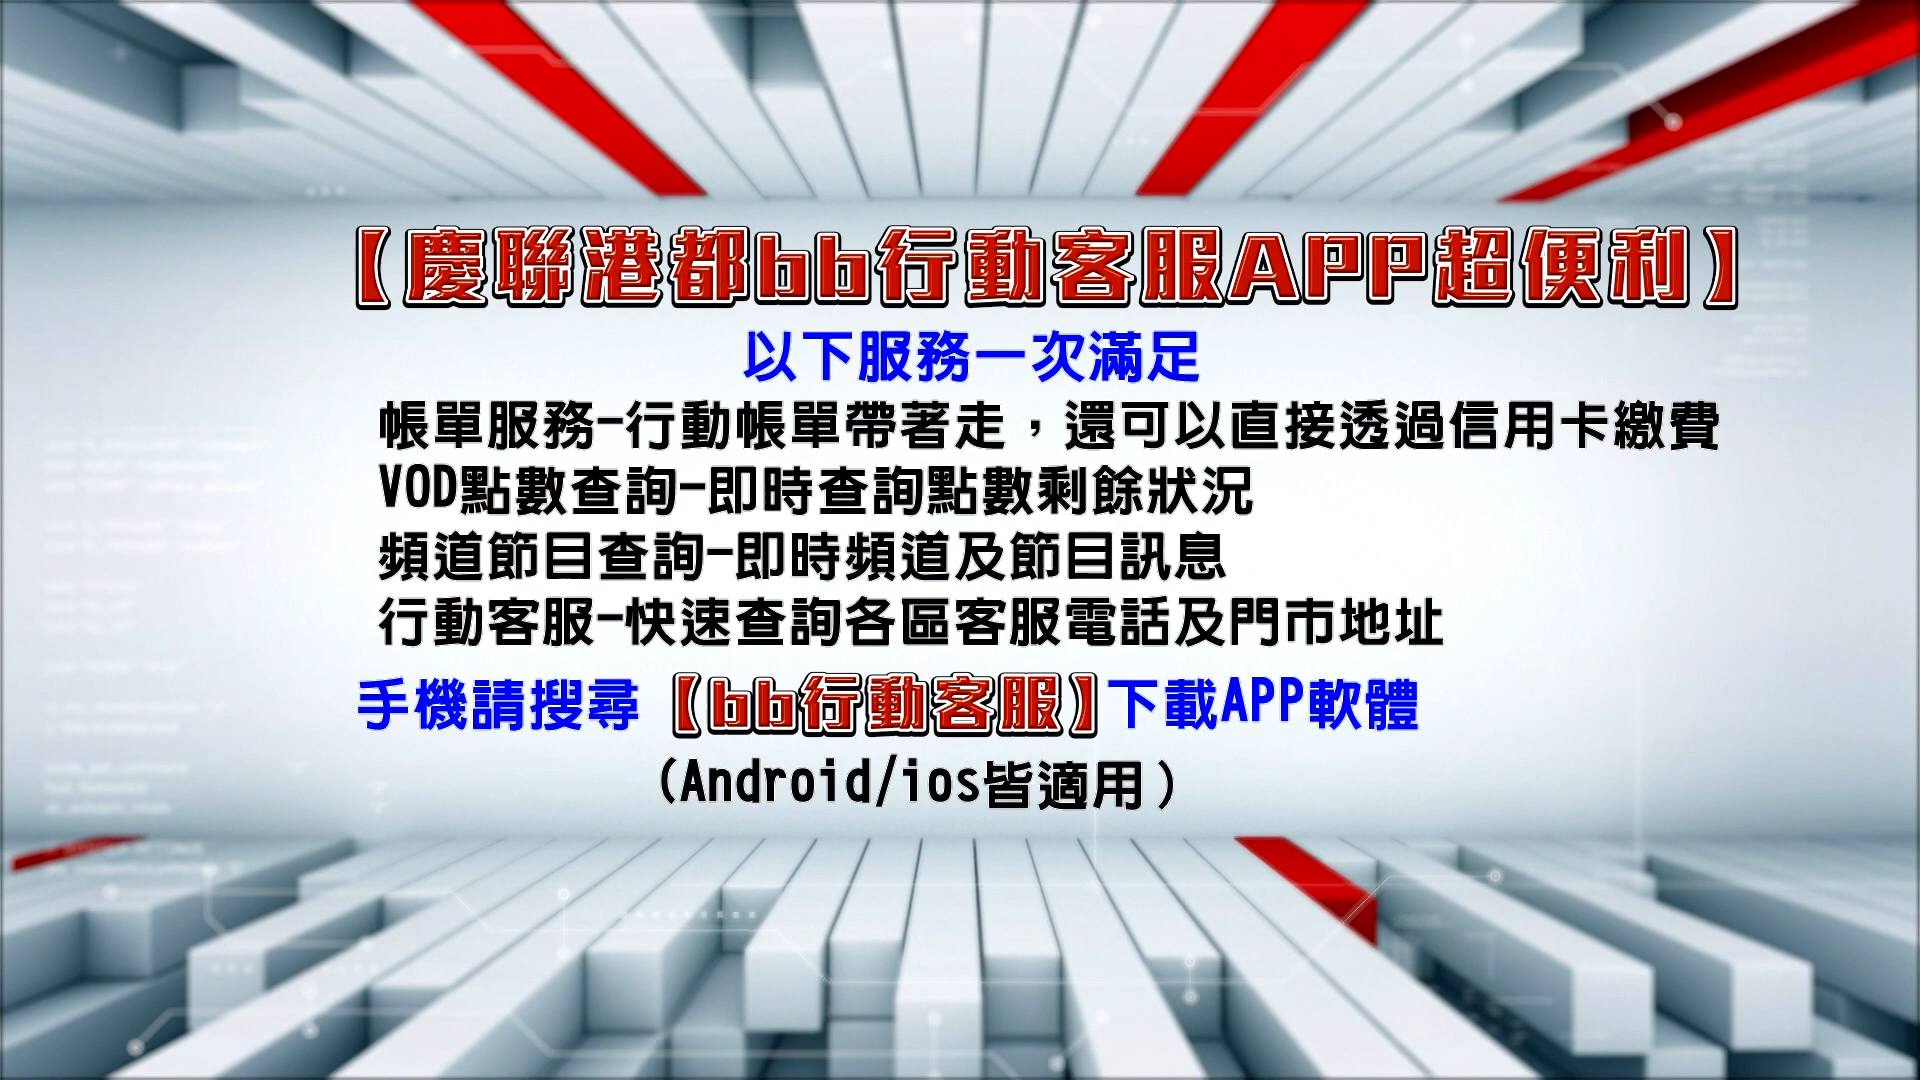 【慶聯港都bb行動客服APP超便利】
以下服務一次滿足
帳單服務-行動帳單帶著走，還可以直接透過信用卡繳費
VOD點數查詢-即時查詢點數剩餘狀況
頻道節目查詢-即時頻道及節目訊息
行動客服-快速查詢各區客服電話及門市地址
手機請搜尋【bb行動客服】下載APP軟體
(Android/ios皆適用)